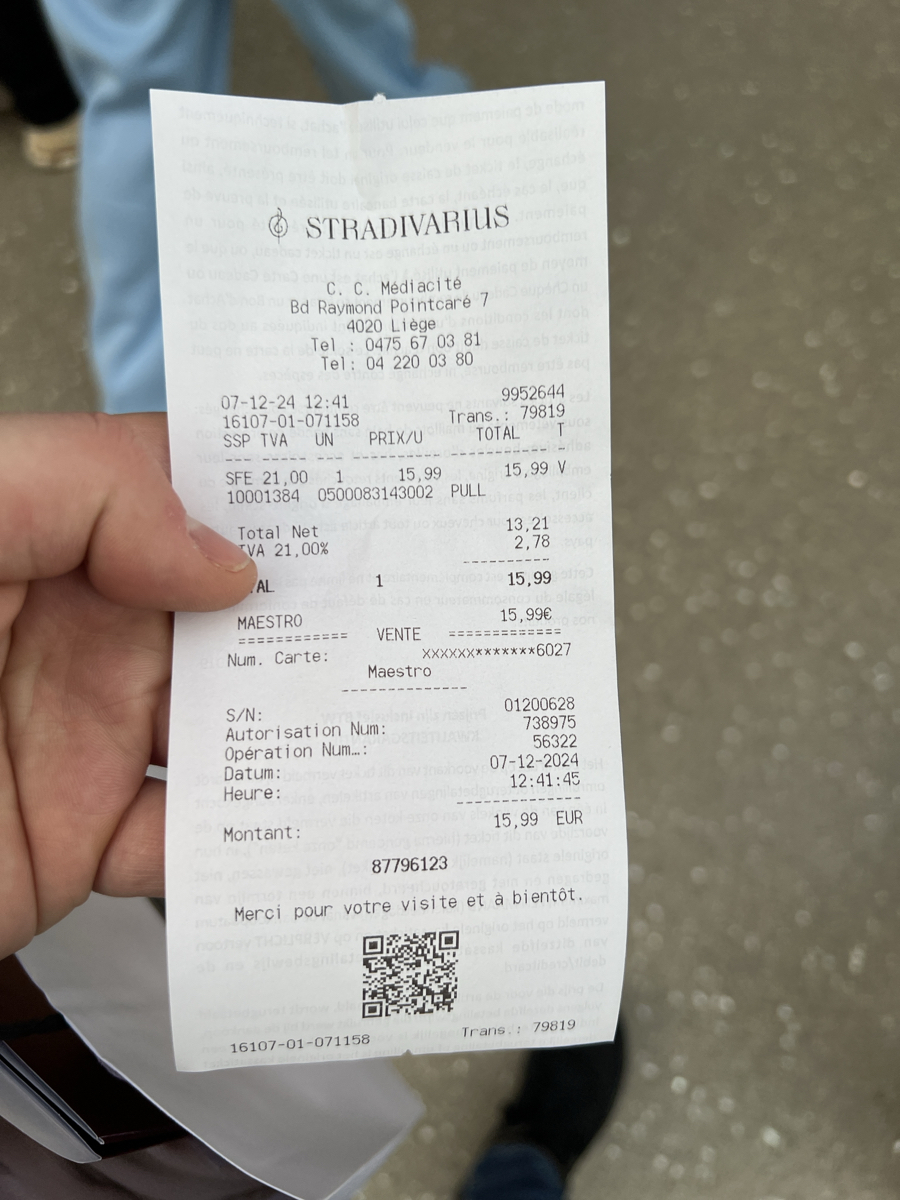 STRADIVARIUS
C. C. Médiacité
Bd Raymond Pointcaré 7
4020 Liège
Tel : 0475 67 03 81
Tel: 04 220 03 80
07-12-24 12:41 9952644
16107-01-071158 Trans.: 79819
SSP TVA UN PRIX/U TOTAL T
SFE 21,00 1 15,99 15,99 V
10001384 0500083143002 PULL
Total Net 13,21
TVA 21,00% 2,78
TAL 1 15,99
MAESTRO 15,99€
============ VENTE =============
Num. Carte: XXXXXX*******6027
Maestro
S/N: 01200628
Autorisation Num: 738975
Opération Num…: 56322
Datum: 07-12-2024
Heure: 12:41:45
Montant: 15,99 EUR
87796123
Merci pour votre visite et à bientôt.
16107-01-071158 Trans.: 79819